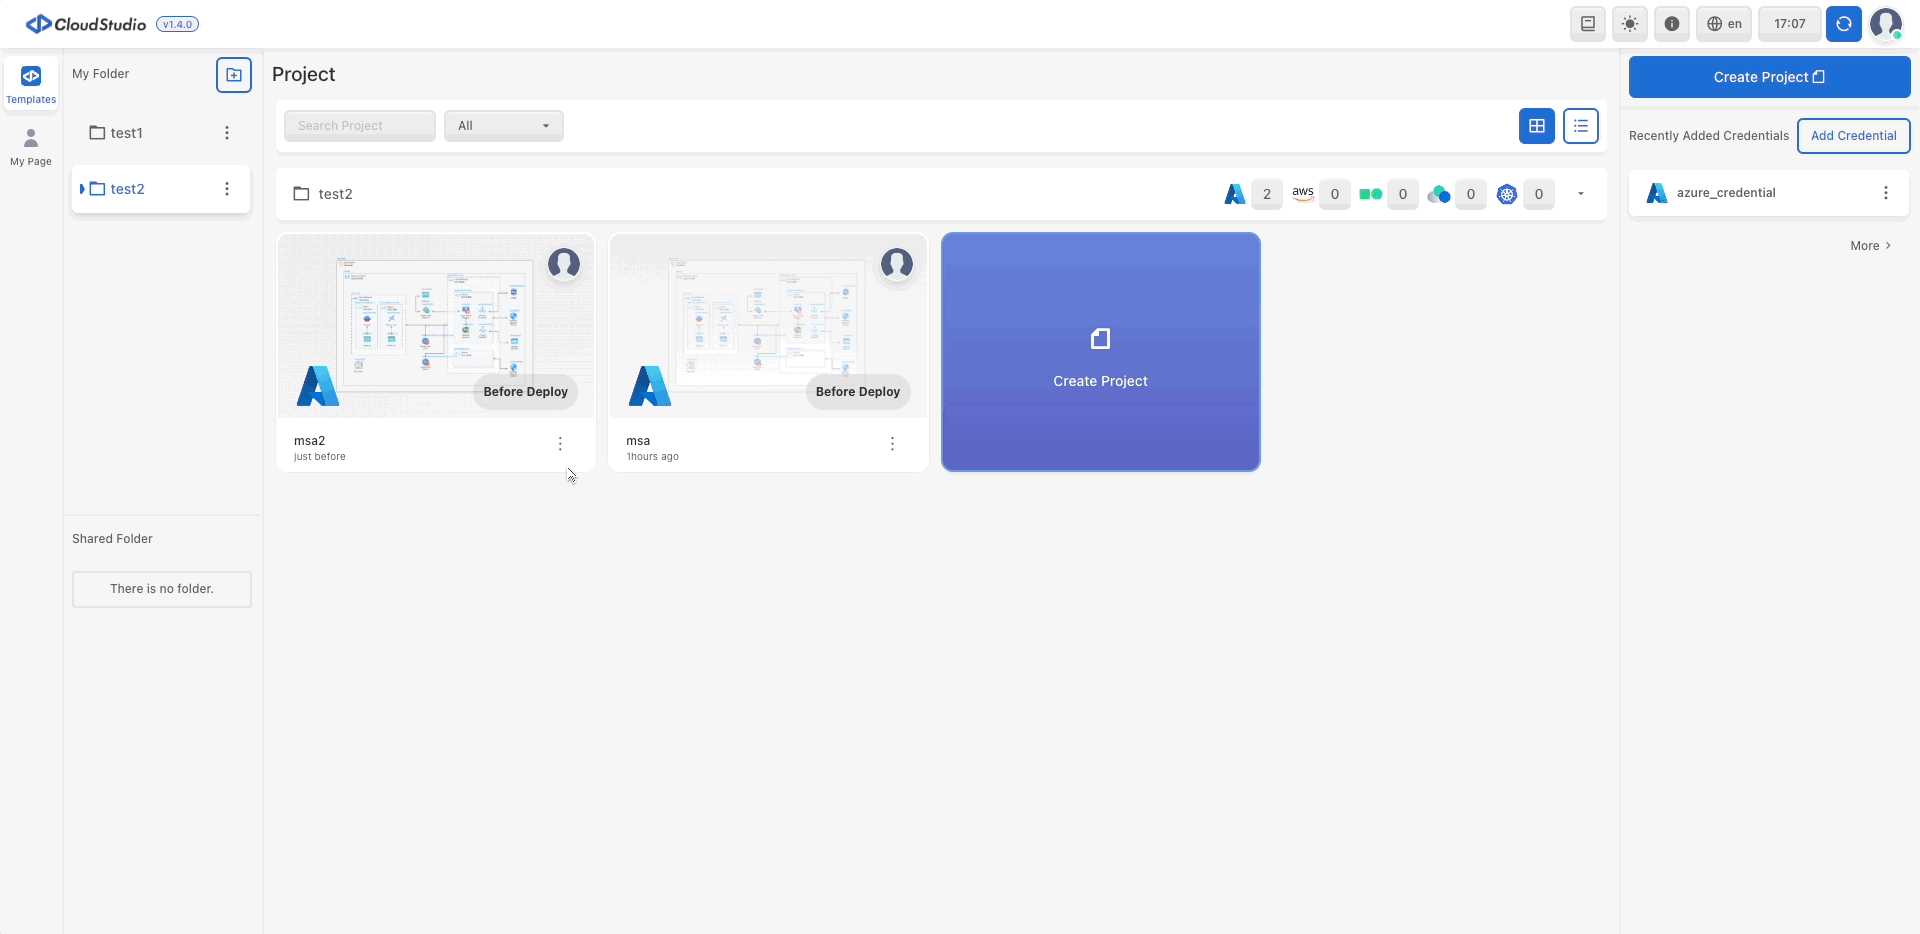 CloudStudio v1.4.0
en 17:07
Templates
My Page
My Folder
test1
test2
Shared Folder
There is no folder.
Project
Search Project All
test2
2 aws 0 0 0 0
Before Deploy
msa2
just before
Before Deploy
msa
1hours ago
Create Project
Create Project
Recently Added Credentials Add Credential
azure_credential
More